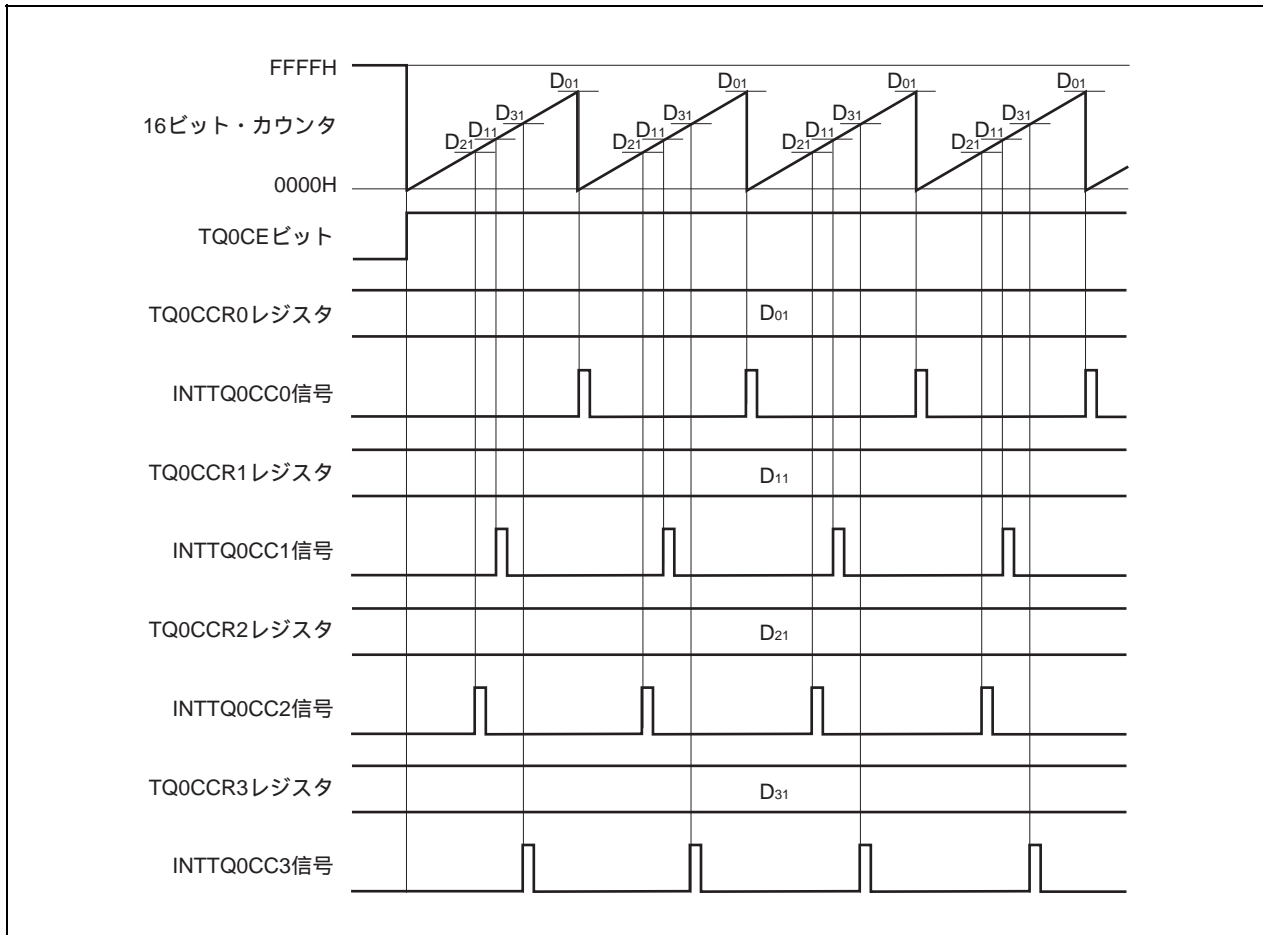 FFFFH
16ビット・カウンタ
0000H
D01 D01 D01 D01
D31 D31 D31 D31
D11 D11 D11 D11
D21 D21 D21 D21
TQ0CEビット
TQ0CCR0レジスタ
D01
INTTQ0CC0信号
TQ0CCR1レジスタ
D11
INTTQ0CC1信号
TQ0CCR2レジスタ
D21
INTTQ0CC2信号
TQ0CCR3レジスタ
D31
INTTQ0CC3信号